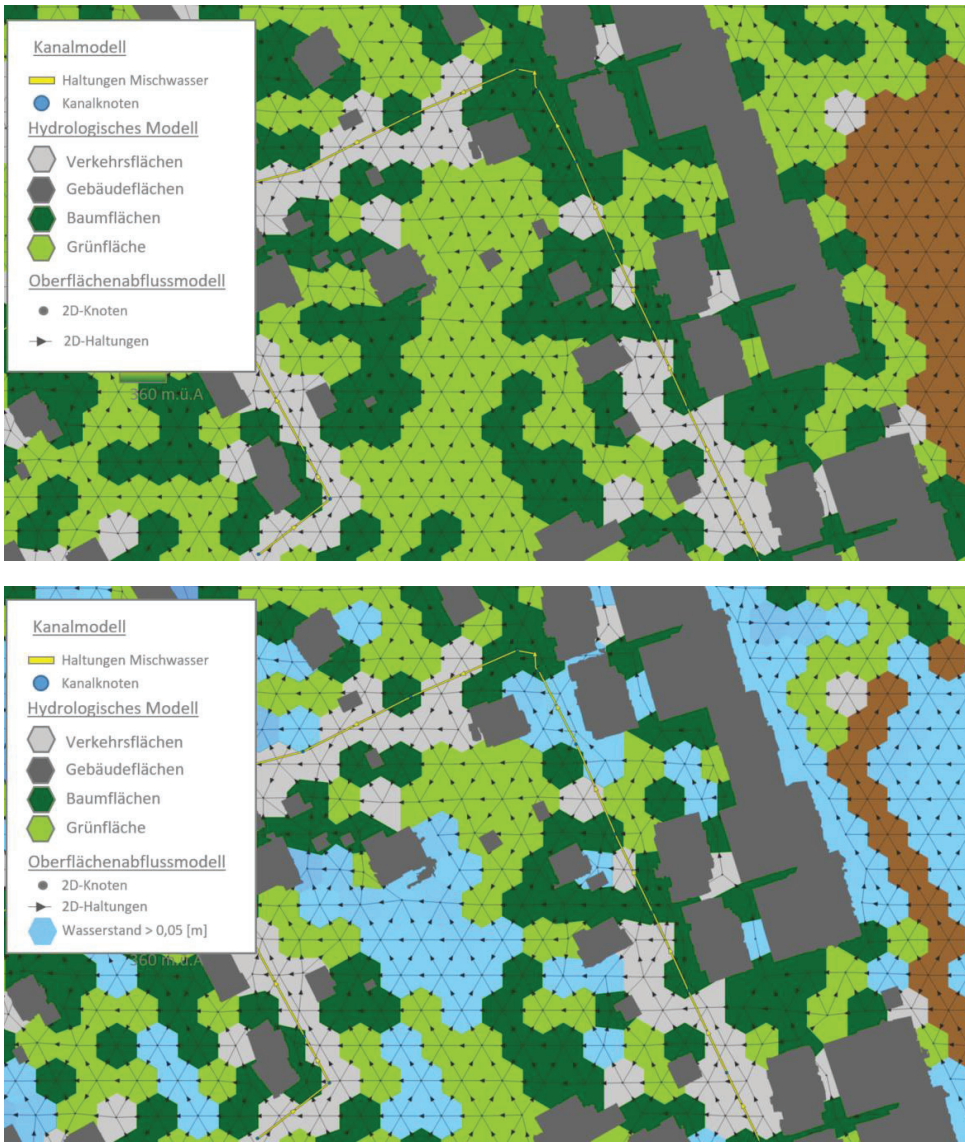 Kanalmodell
Haltungen Mischwasser
Kanalknoten
Hydrologisches Modell
Verkehrsflächen
Gebäudeflächen
Baumflächen
Grünfläche
Oberflächenabflussmodell
2D-Knoten
2D-Haltungen
360 m.ü.A
Kanalmodell
Haltungen Mischwasser
Kanalknoten
Hydrologisches Modell
Verkehrsflächen
Gebäudeflächen
Baumflächen
Grünfläche
Oberflächenabflussmodell
2D-Knoten
2D-Haltungen
Wasserstand > 0,05 [m]
360 m.ü.A